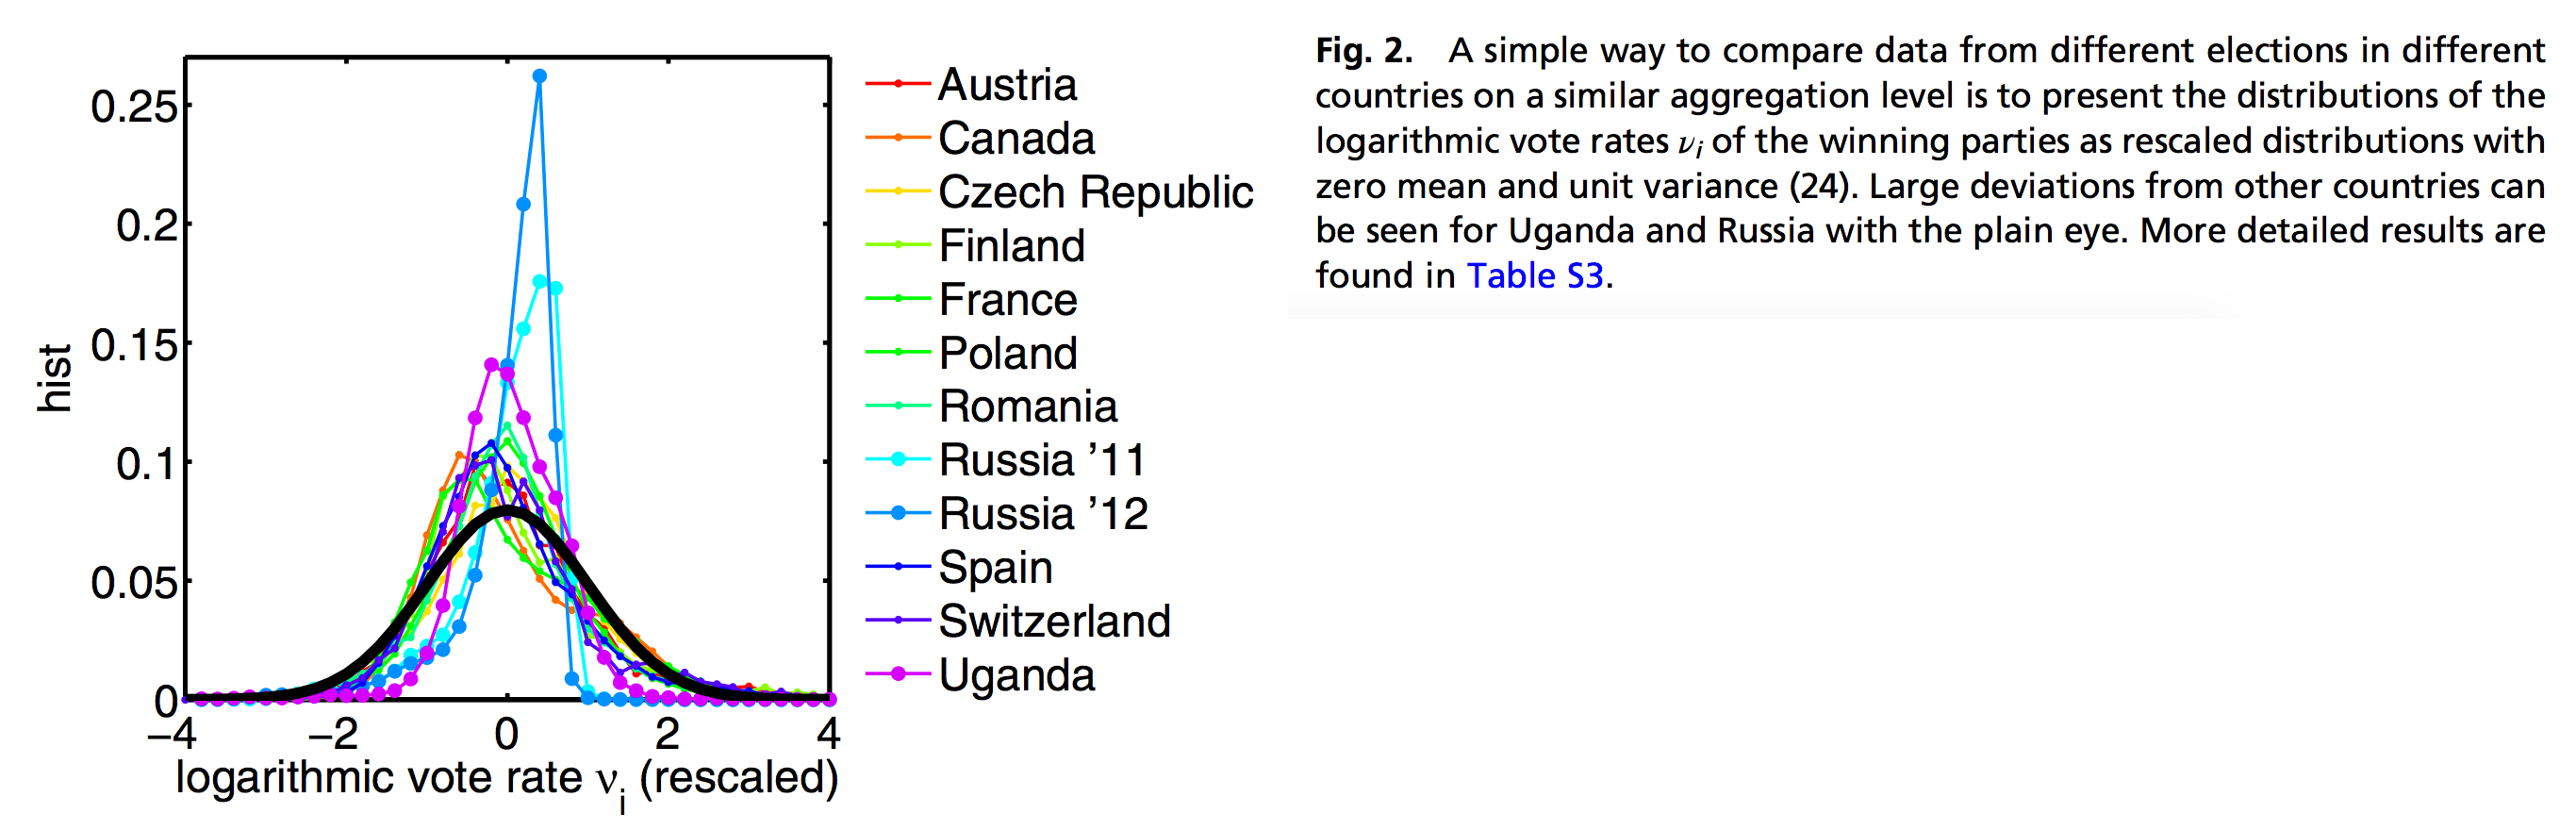 0.25
0.2
0.15
0.1
0.05
0
hist
−4
−2
0
2
4
logarithmic vote rate νi (rescaled)
Austria
Canada
Czech Republic
Finland
France
Poland
Romania
Russia ’11
Russia ’12
Spain
Switzerland
Uganda
Fig. 2. A simple way to compare data from different elections in different
countries on a similar aggregation level is to present the distributions of the
logarithmic vote rates νi of the winning parties as rescaled distributions with
zero mean and unit variance (24). Large deviations from other countries can
be seen for Uganda and Russia with the plain eye. More detailed results are
found in Table S3.